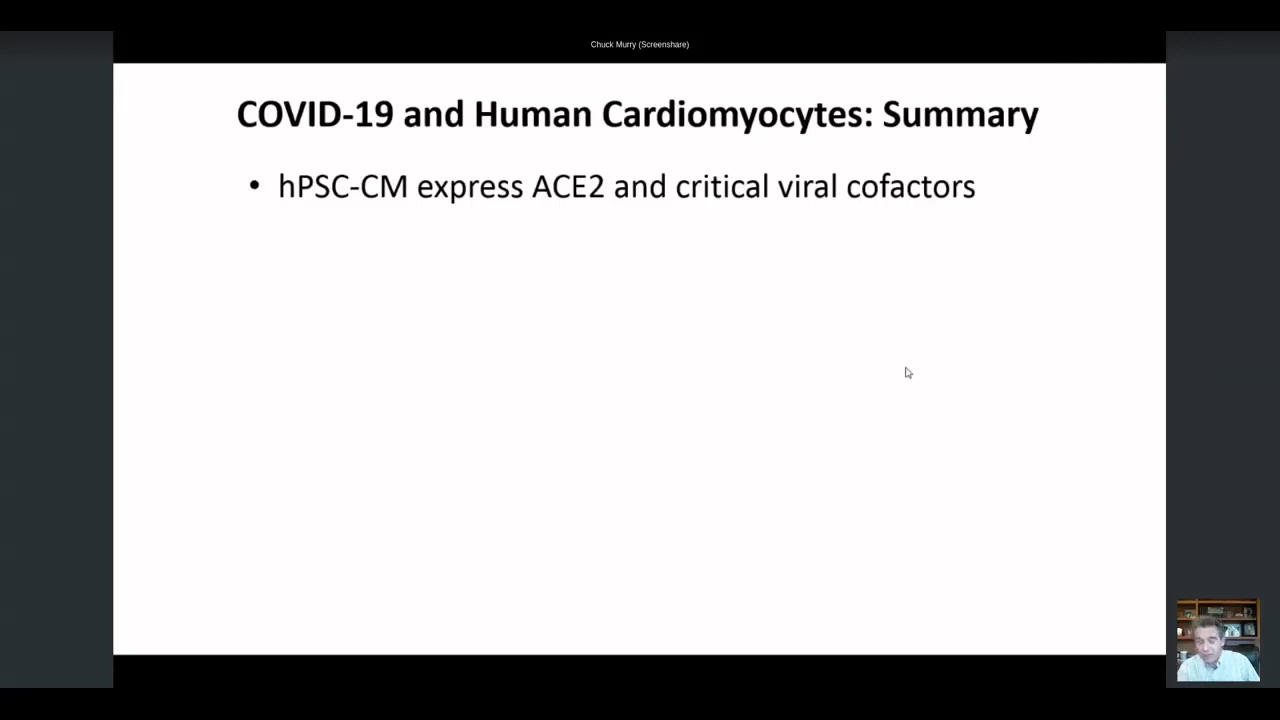 Chuck Murry (Screenshare)
COVID-19 and Human Cardiomyocytes: Summary
• hPSC-CM express ACE2 and critical viral cofactors